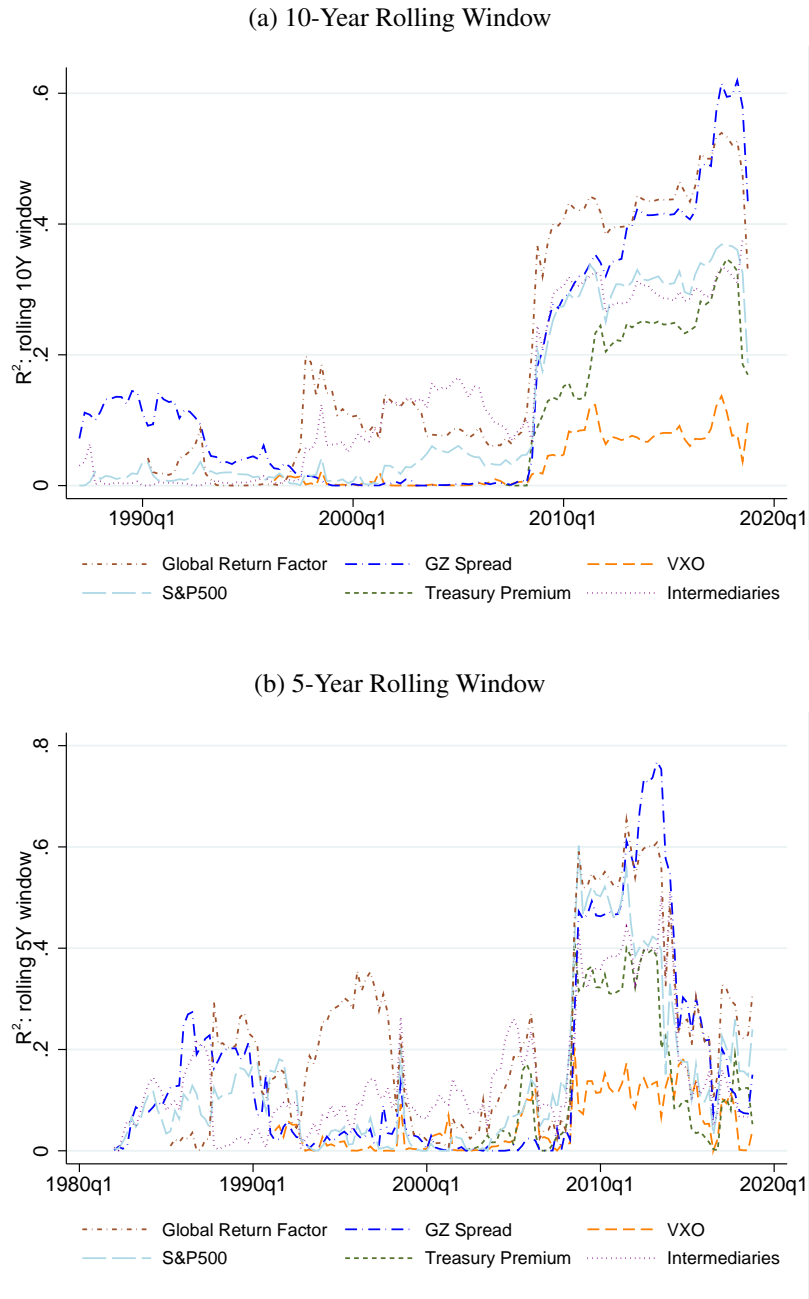 (a) 10-Year Rolling Window
R²: rolling 10Y window
.6
.4
.2
0
1990q1 2000q1 2010q1 2020q1
Global Return Factor GZ Spread VXO
S&P500 Treasury Premium Intermediaries
(b) 5-Year Rolling Window
R²: rolling 5Y window
.8
.6
.4
.2
0
1980q1 1990q1 2000q1 2010q1 2020q1
Global Return Factor GZ Spread VXO
S&P500 Treasury Premium Intermediaries